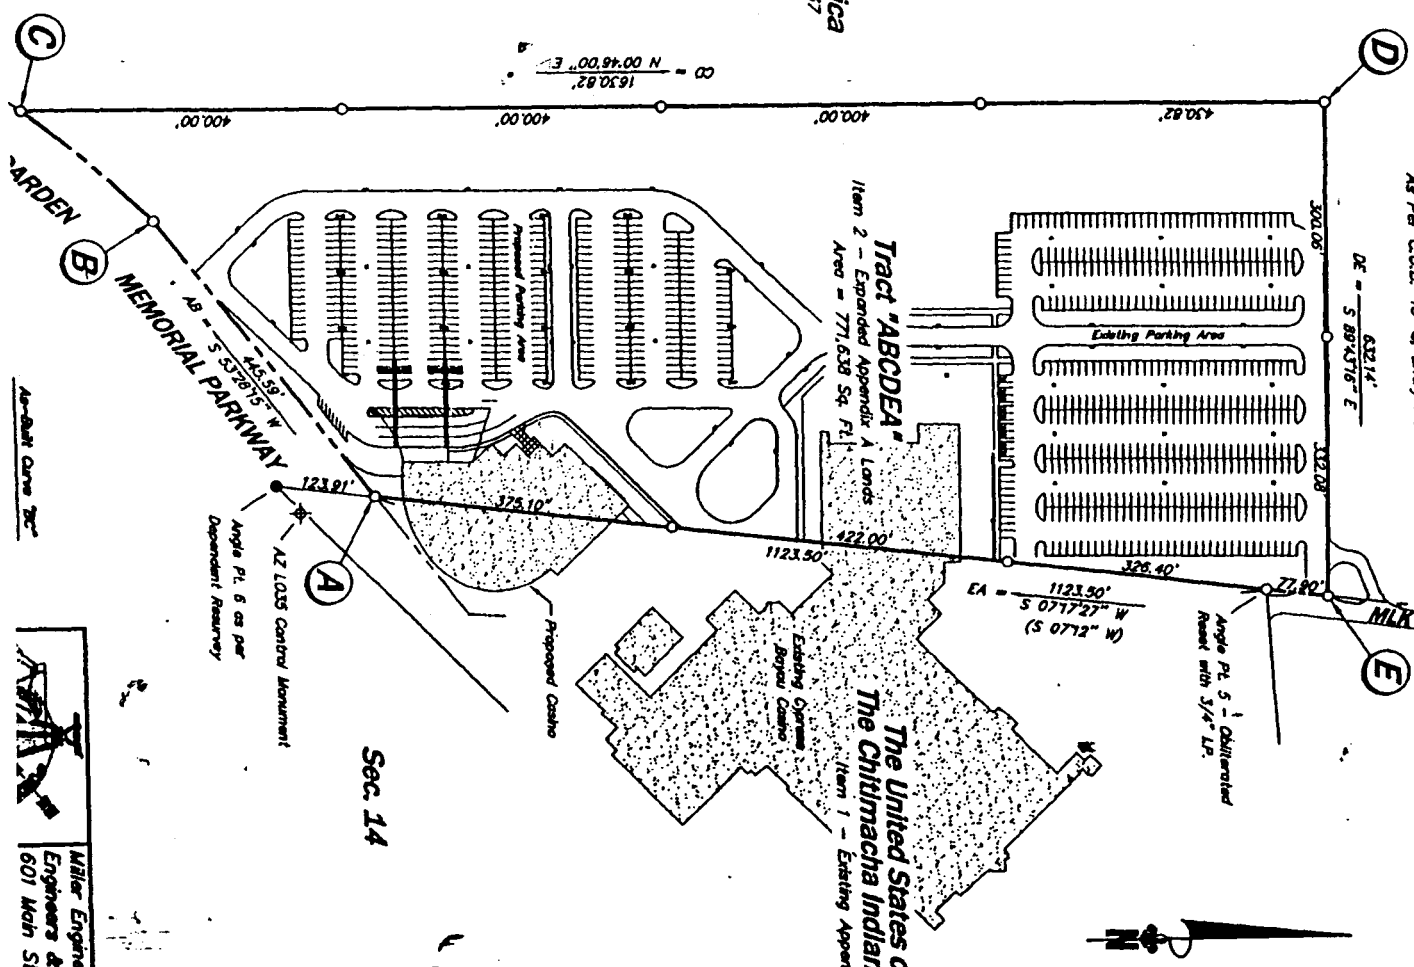 C
D
E
B
A
CD =
1630.82'
N 00°46'00" E
400.00'
400.00'
400.00'
430.82'
300.06'
332.08'
DE =
632.14'
S 89°43'16" E
ARDEN
MEMORIAL PARKWAY
AB =
445.59'
S 53°28'15" W
Proposed Parking Area
Tract "ABCDEA"
Item 2 - Expanded Appendix A Lands
Area = 777,638 Sq. Ft.
Existing Parking Area
123.91'
375.10'
422.00'
1123.50'
326.40'
77.90'
EA =
1123.50'
S 07°17'27" W
(S 07°12" W)
MLK
Angle Pt. 5 - Obliterated
Reset with 3/4" I.P.
Angle Pt. 6 as per
Dependent Resurvey
AZ L035 Control Monument
Proposed Casino
Existing Cypress
Bayou Casino
The United States
The Chitimacha Indian
Item 1 - Existing Appen
Sec. 14
As-Built Curve "BC"
N
Miller Engine
Engineers &
601 Main S
ica